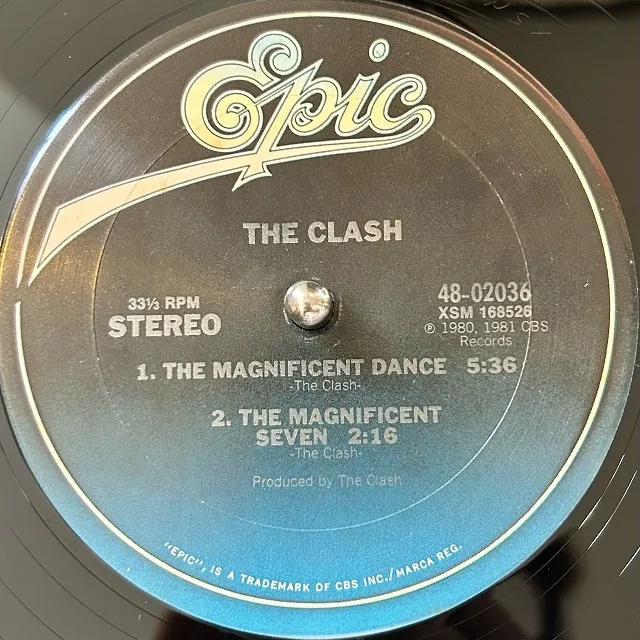 Epic
THE CLASH
33⅓ RPM
STEREO
48-02036
XSM 168526
℗ 1980, 1981 CBS
Records
1. THE MAGNIFICENT DANCE 5:36
-The Clash-
2. THE MAGNIFICENT
SEVEN 2:16
-The Clash-
Produced by The Clash
"EPIC", IS A TRADEMARK OF CBS INC./MARCA REG.